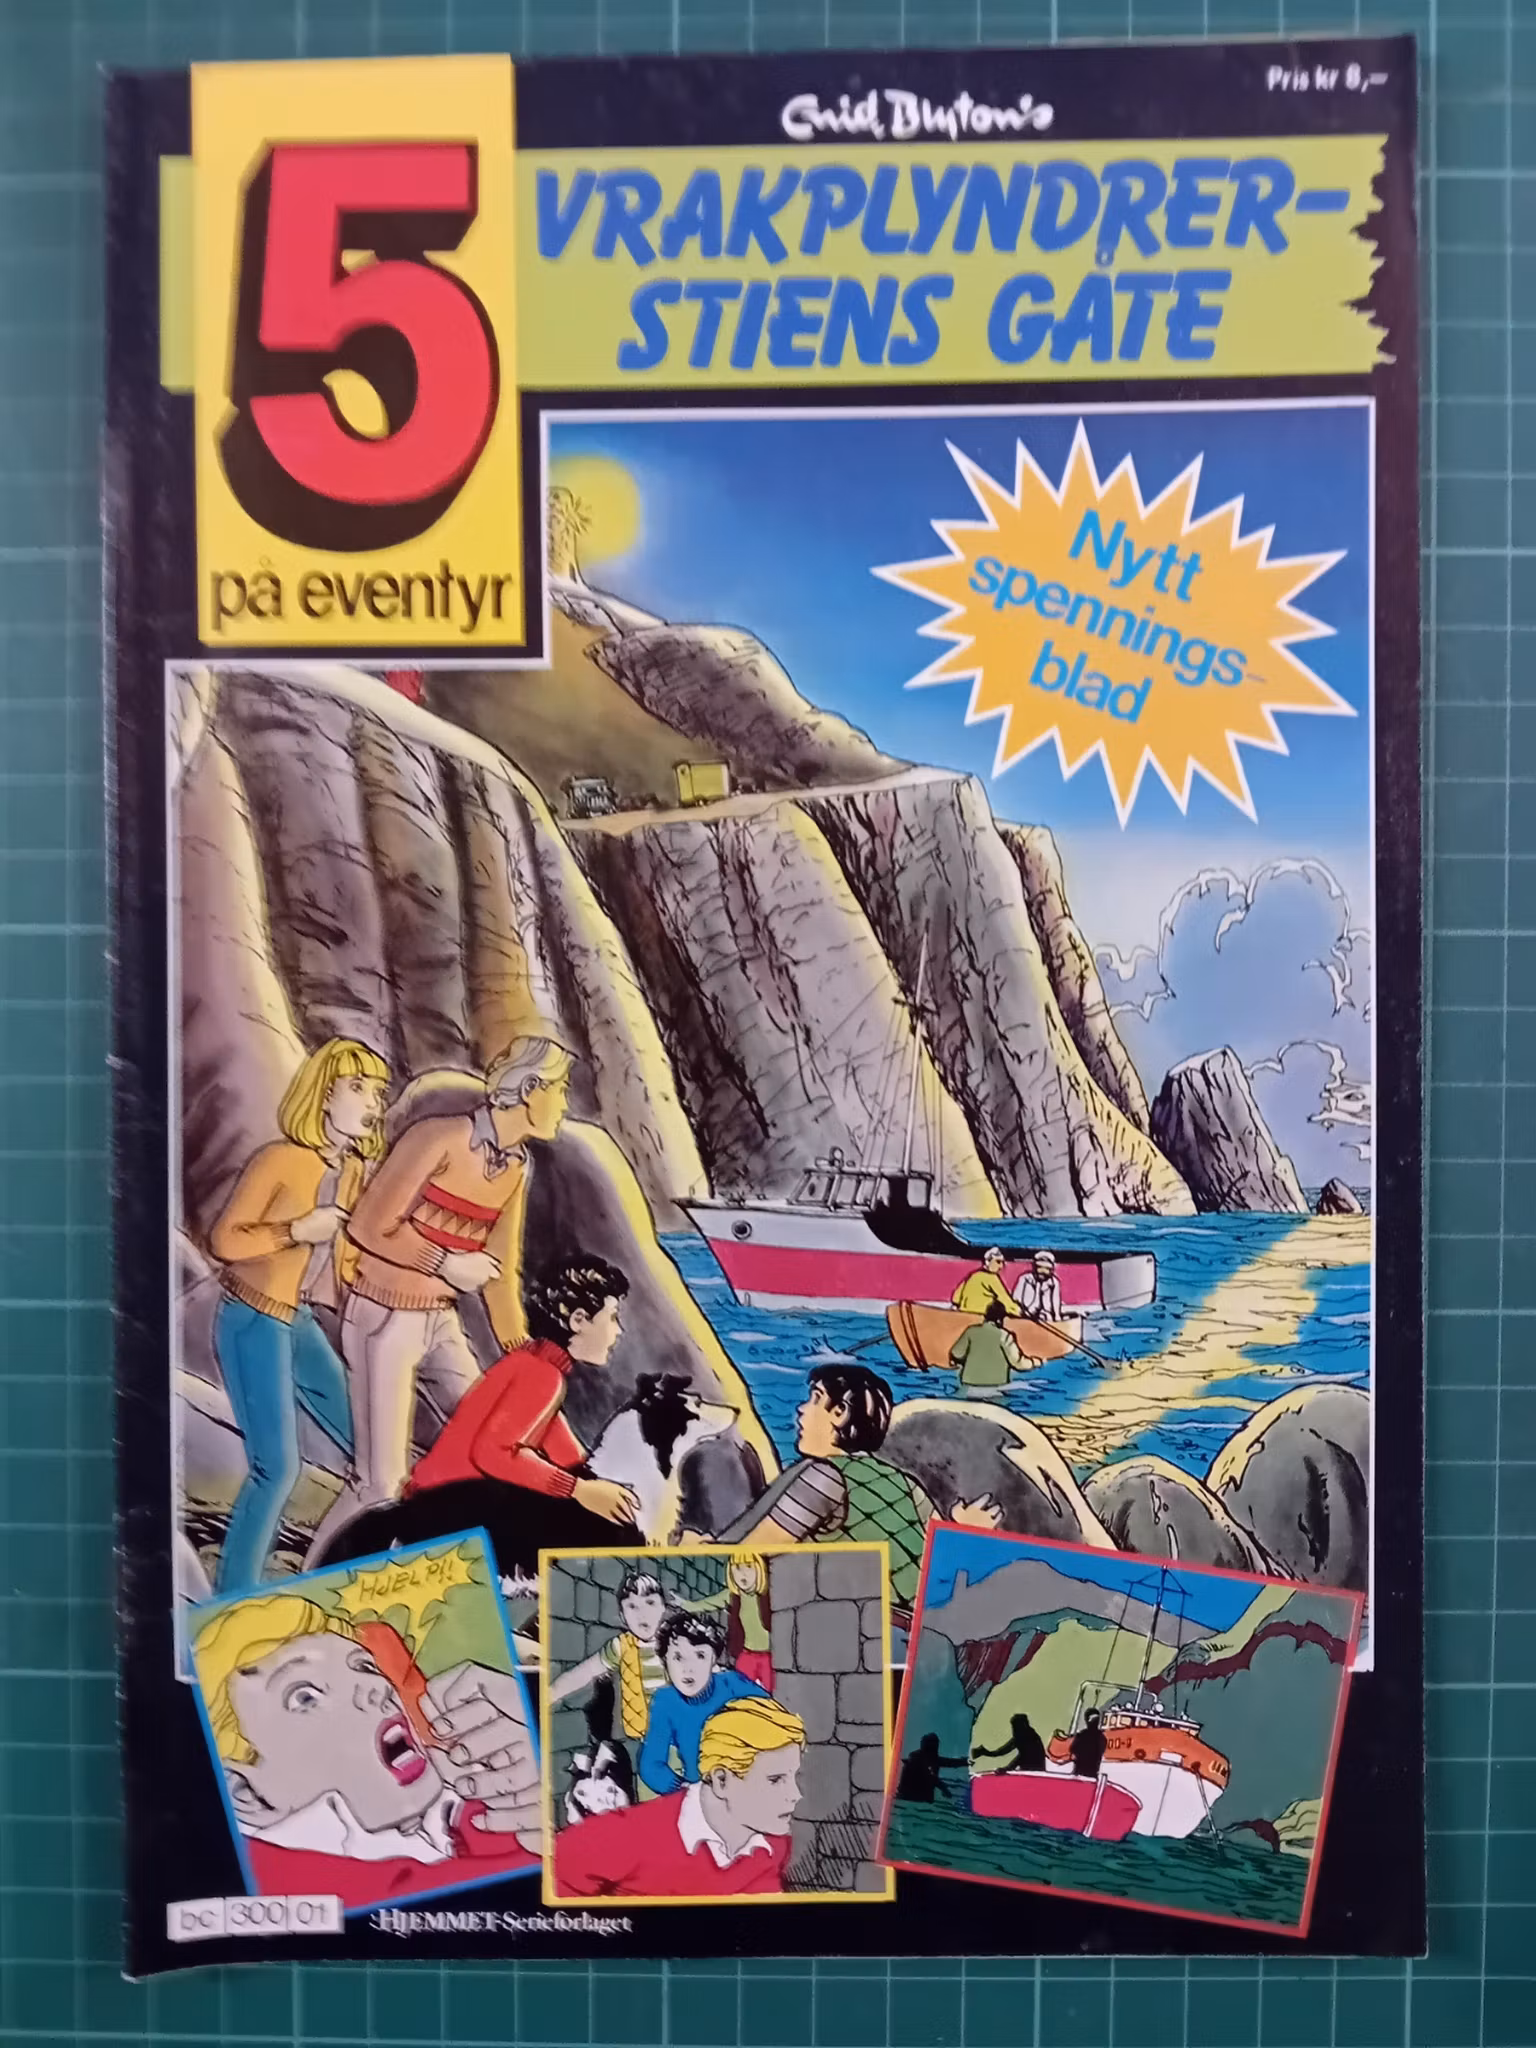 Pris kr 8,-
Enid Blyton's
5
på eventyr
VRAKPLYNDRER-
STIENS GÅTE
Nytt
spennings-
blad
HJELP!!
bc 300 01
HJEMMET-Serieforlaget